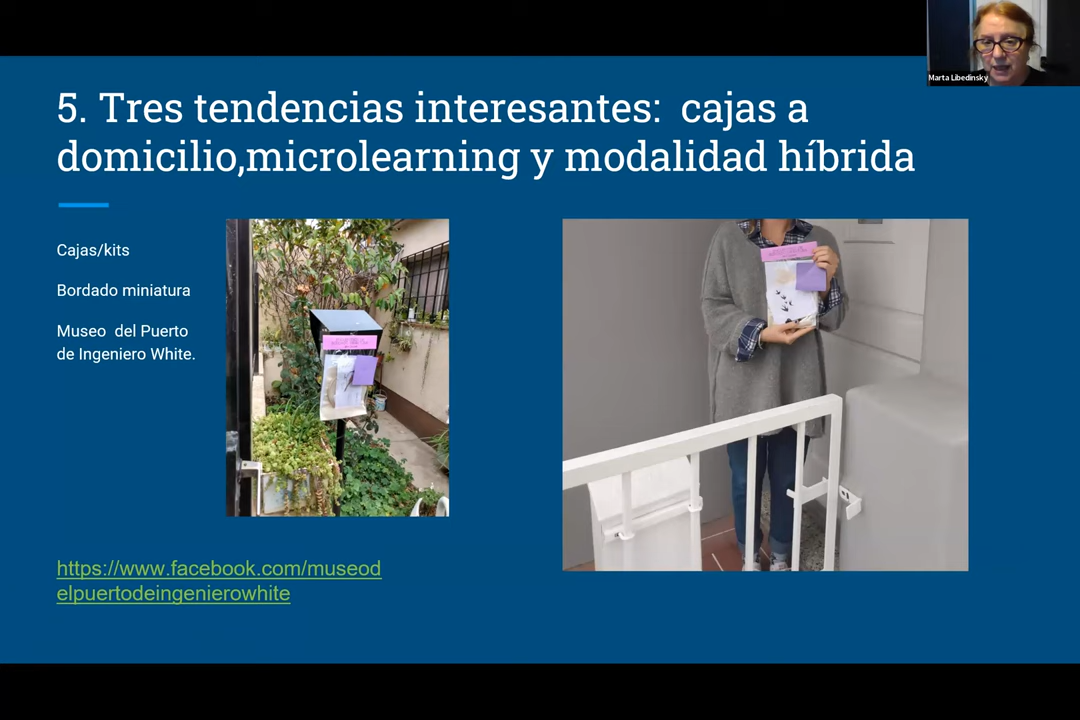 Marta Libedinsky
5. Tres tendencias interesantes:  cajas a
domicilio,microlearning y modalidad híbrida
Cajas/kits
Bordado miniatura
Museo  del Puerto
de Ingeniero White.
https://www.facebook.com/museod
elpuertodeingenierowhite